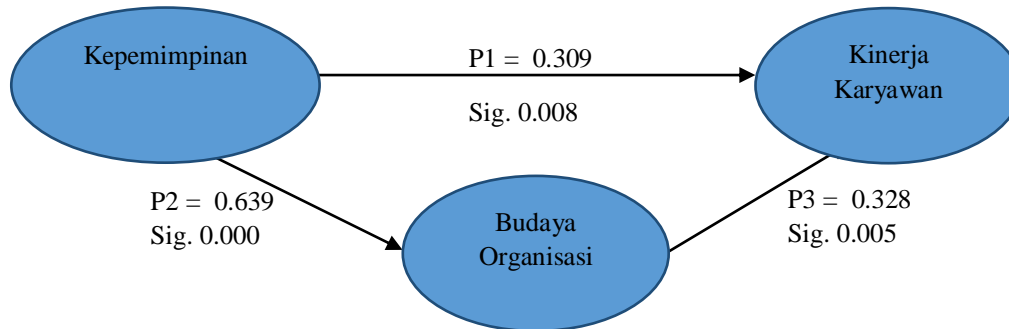 Kepemimpinan
P1 = 0.309
Sig. 0.008
Kinerja
Karyawan
P2 = 0.639
Sig. 0.000
Budaya
Organisasi
P3 = 0.328
Sig. 0.005